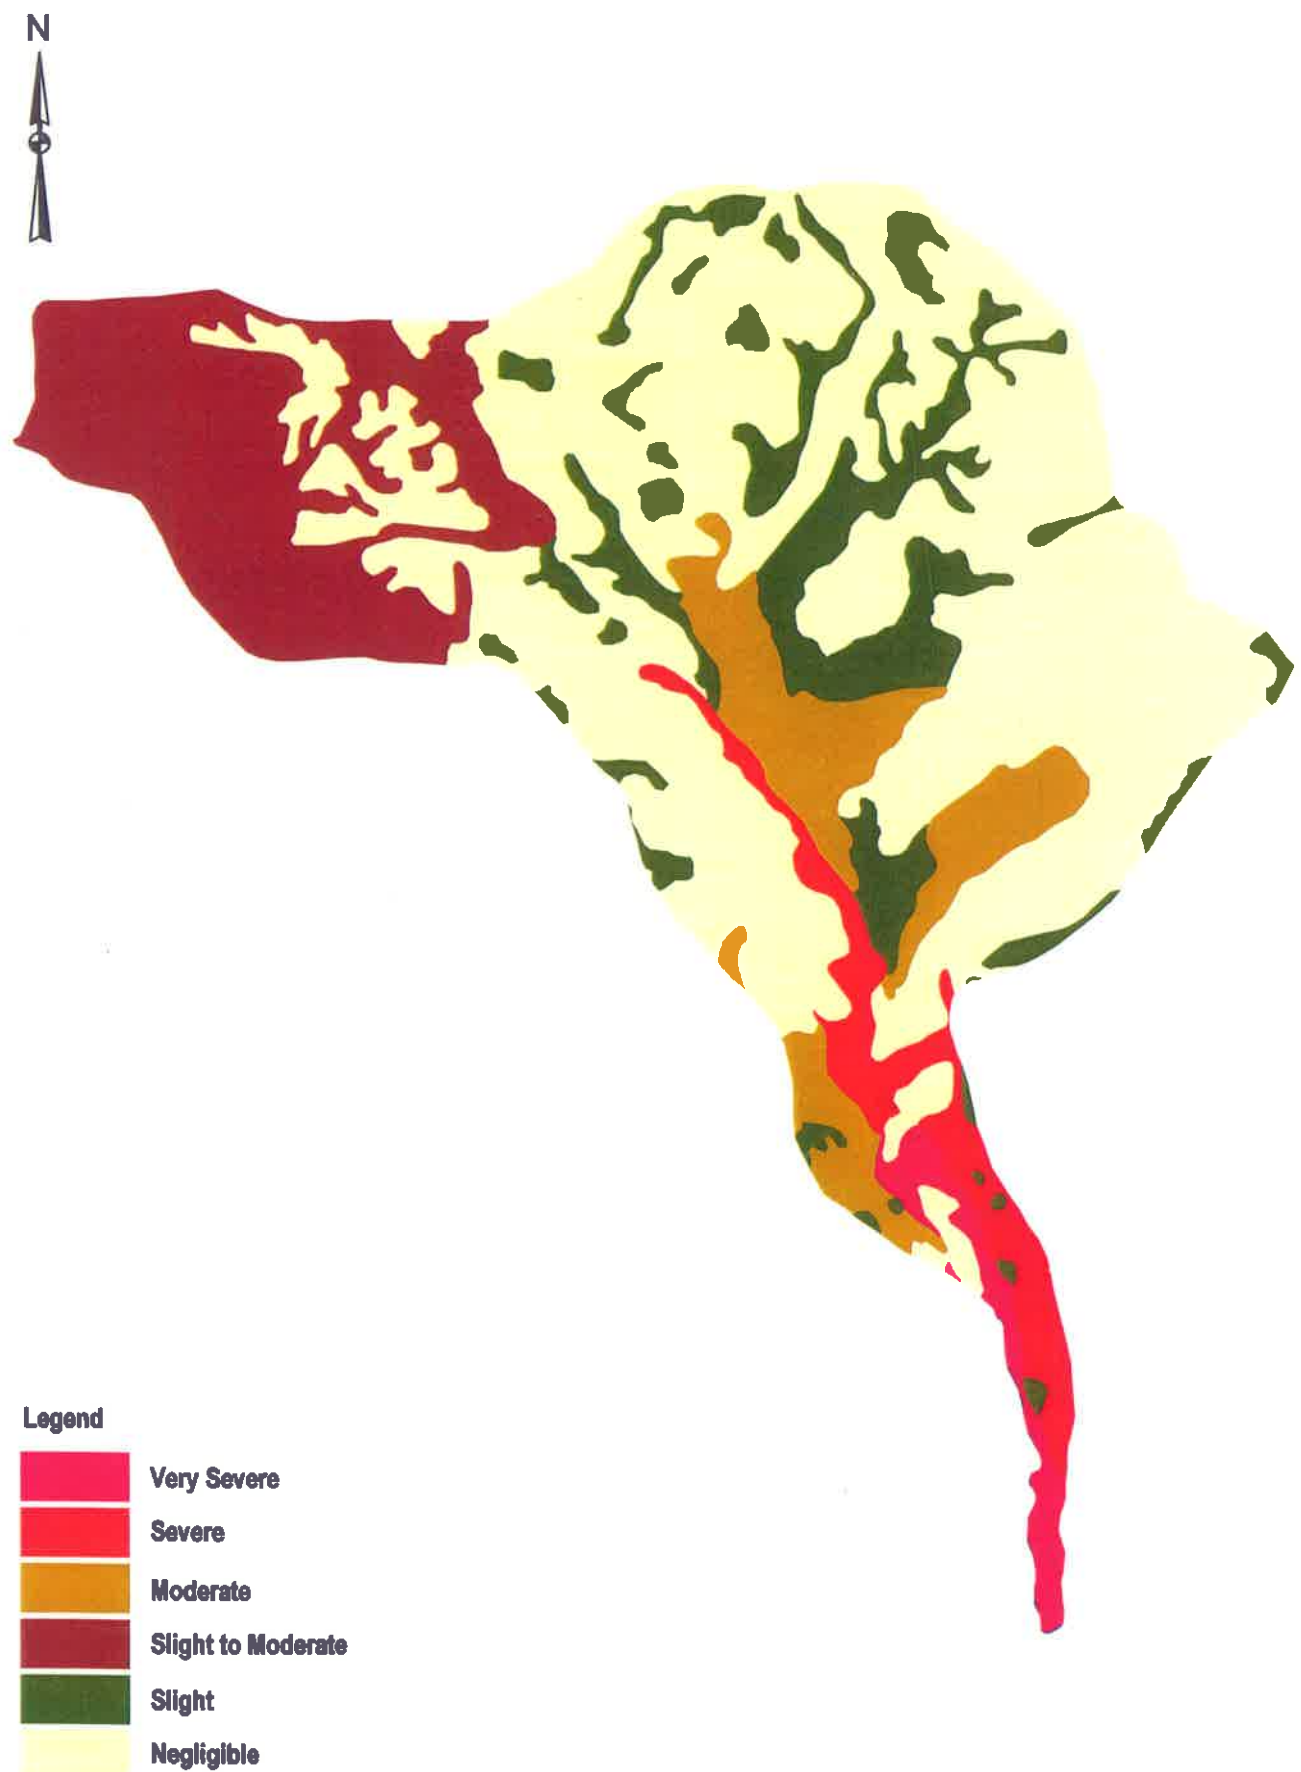 N
Legend
Very Severe
Severe
Moderate
Slight to Moderate
Slight
Negligible